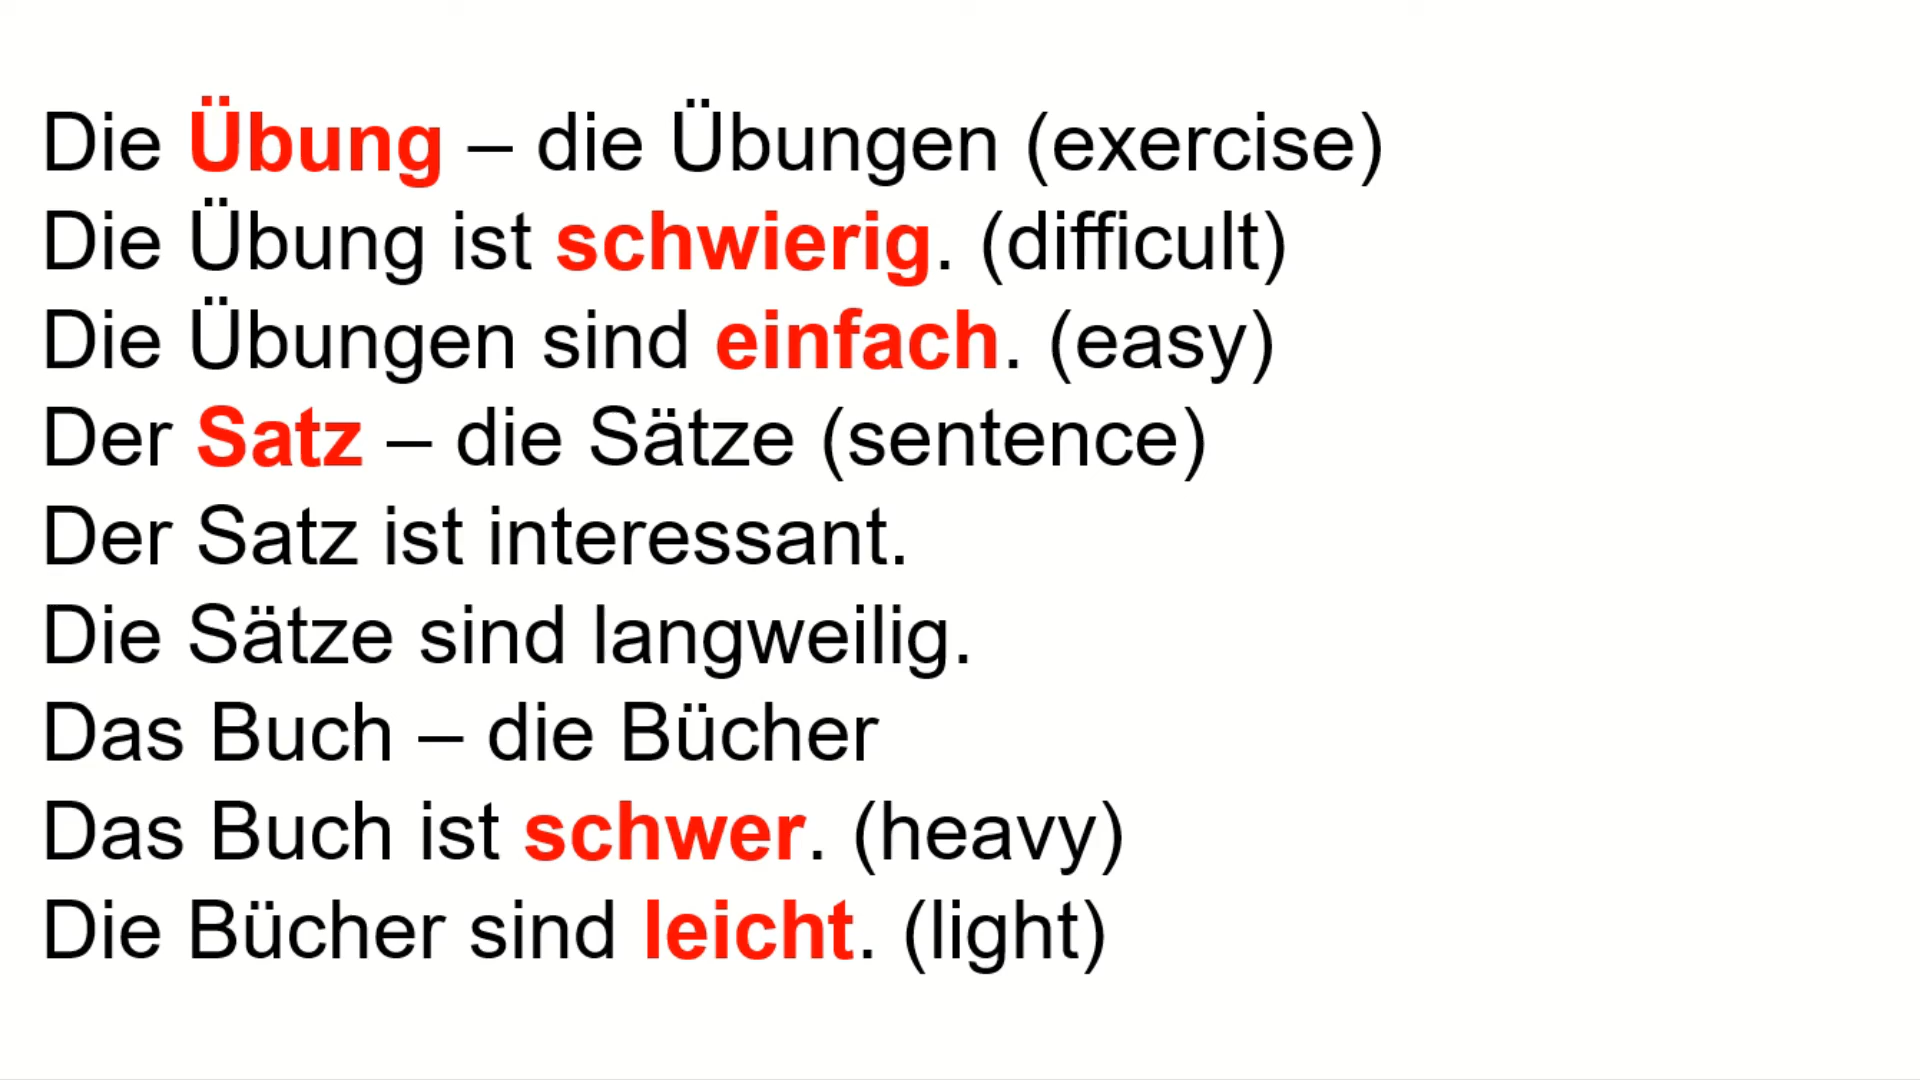 Die Übung – die Übungen (exercise)
Die Übung ist schwierig. (difficult)
Die Übungen sind einfach. (easy)
Der Satz – die Sätze (sentence)
Der Satz ist interessant.
Die Sätze sind langweilig.
Das Buch – die Bücher
Das Buch ist schwer. (heavy)
Die Bücher sind leicht. (light)